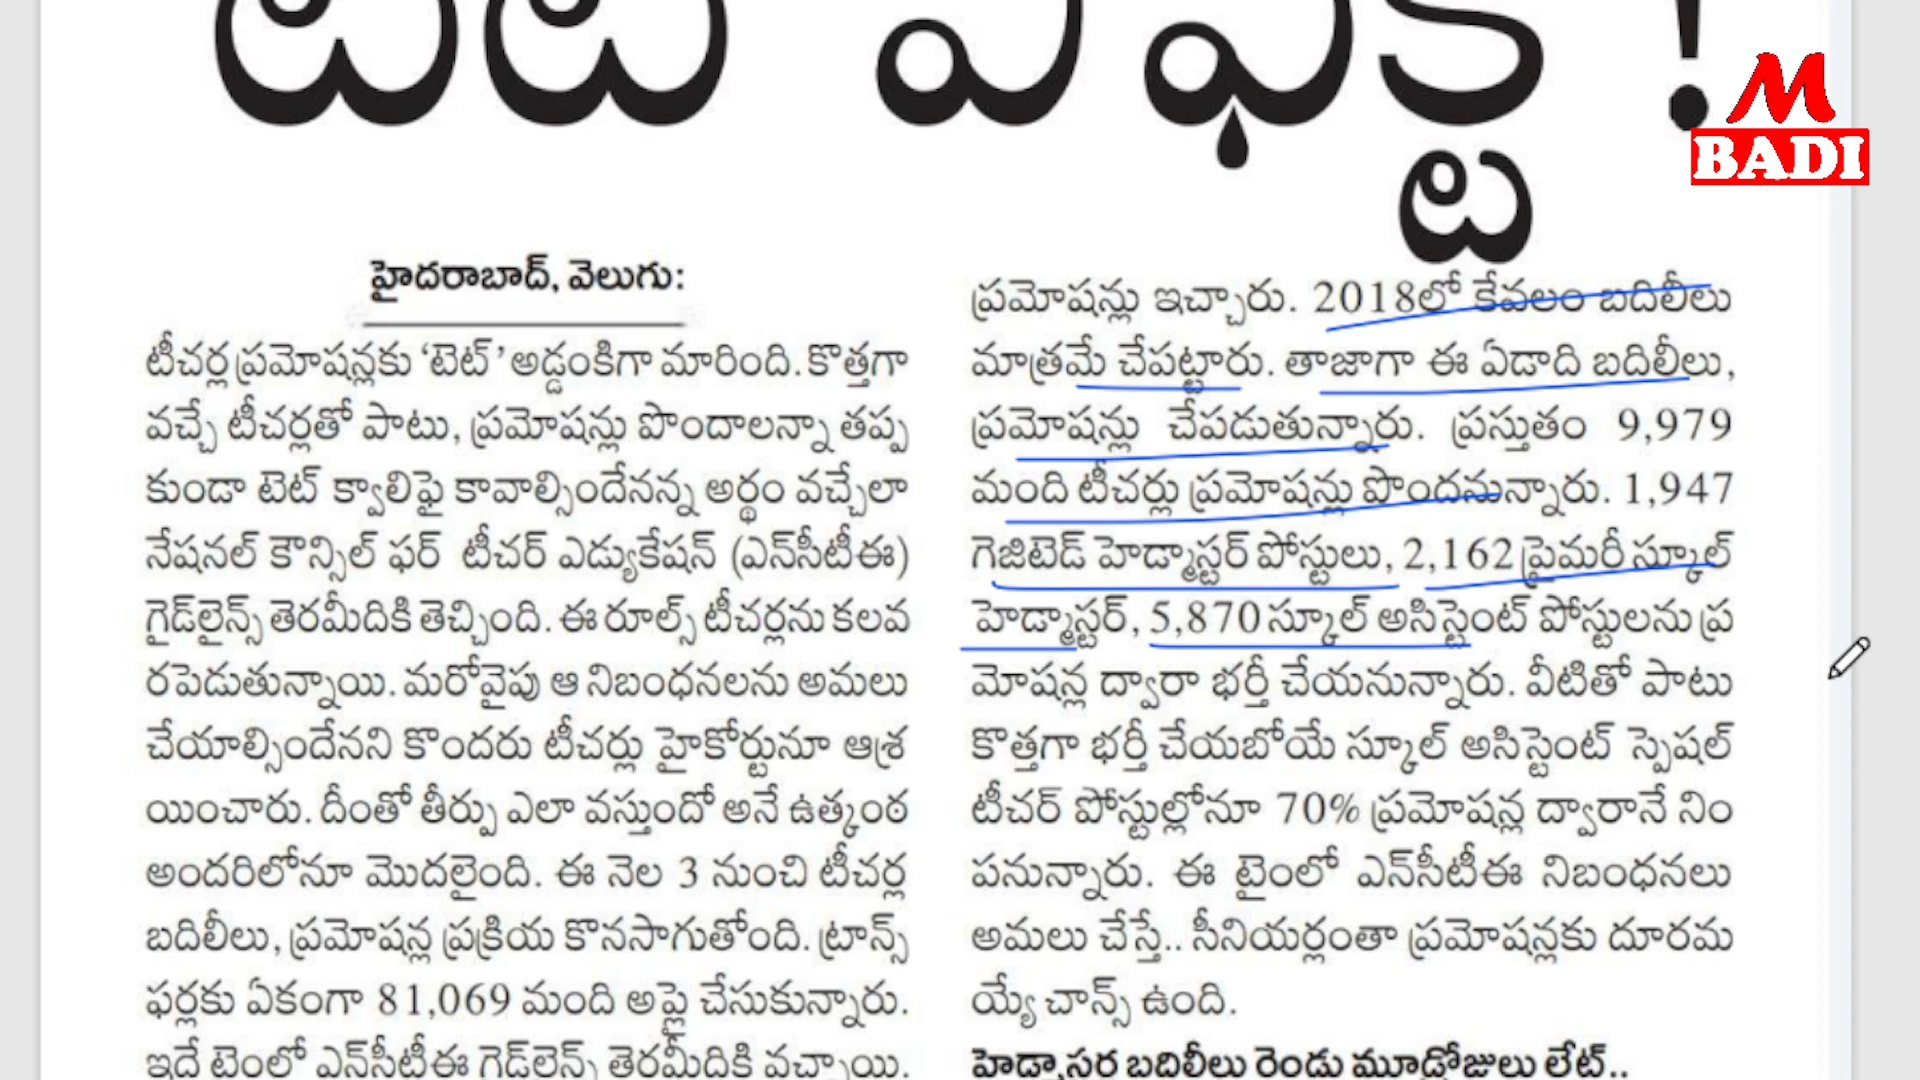 టెట్ ఎఫెక్ట్ !
M
BADI
హైదరాబాద్, వెలుగు:
టీచర్ల ప్రమోషన్లకు ‘టెట్’ అడ్డంకిగా మారింది. కొత్తగా
వచ్చే టీచర్లతో పాటు, ప్రమోషన్లు పొందాలన్నా తప్ప
కుండా టెట్ క్వాలిఫై కావాల్సిందేనన్న అర్థం వచ్చేలా
నేషనల్ కౌన్సిల్ ఫర్ టీచర్ ఎడ్యుకేషన్ (ఎన్‌సీటీఈ)
గైడ్‌లైన్స్ తెరమీదికి తెచ్చింది. ఈ రూల్స్ టీచర్లను కలవ
రపెడుతున్నాయి. మరోవైపు ఆ నిబంధనలను అమలు
చేయాల్సిందేనని కొందరు టీచర్లు హైకోర్టునూ ఆశ్ర
యించారు. దీంతో తీర్పు ఎలా వస్తుందో అనే ఉత్కంఠ
అందరిలోనూ మొదలైంది. ఈ నెల 3 నుంచి టీచర్ల
బదిలీలు, ప్రమోషన్ల ప్రక్రియ కొనసాగుతోంది. ట్రాన్స్
ఫర్లకు ఏకంగా 81,069 మంది అప్లై చేసుకున్నారు.
ఇదే టైంలో ఎన్‌సీటీఈ గైడ్‌లైన్స్ తెరమీదికి వచ్చాయి.
ప్రమోషన్లు ఇచ్చారు. 2018లో కేవలం బదిలీలు
మాత్రమే చేపట్టారు. తాజాగా ఈ ఏడాది బదిలీలు,
ప్రమోషన్లు చేపడుతున్నారు. ప్రస్తుతం 9,979
మంది టీచర్లు ప్రమోషన్లు పొందనున్నారు. 1,947
గెజిటెడ్ హెడ్మాస్టర్ పోస్టులు, 2,162 ప్రైమరీ స్కూల్
హెడ్మాస్టర్, 5,870 స్కూల్ అసిస్టెంట్ పోస్టులను ప్ర
మోషన్ల ద్వారా భర్తీ చేయనున్నారు. వీటితో పాటు
కొత్తగా భర్తీ చేయబోయే స్కూల్ అసిస్టెంట్ స్పెషల్
టీచర్ పోస్టుల్లోనూ 70% ప్రమోషన్ల ద్వారానే నిం
పనున్నారు. ఈ టైంలో ఎన్‌సీటీఈ నిబంధనలు
అమలు చేస్తే.. సీనియర్లంతా ప్రమోషన్లకు దూరమ
య్యే చాన్స్ ఉంది.
హెడ్మాస్టర్ల బదిలీలు రెండు మూడ్రోజులు లేట్..